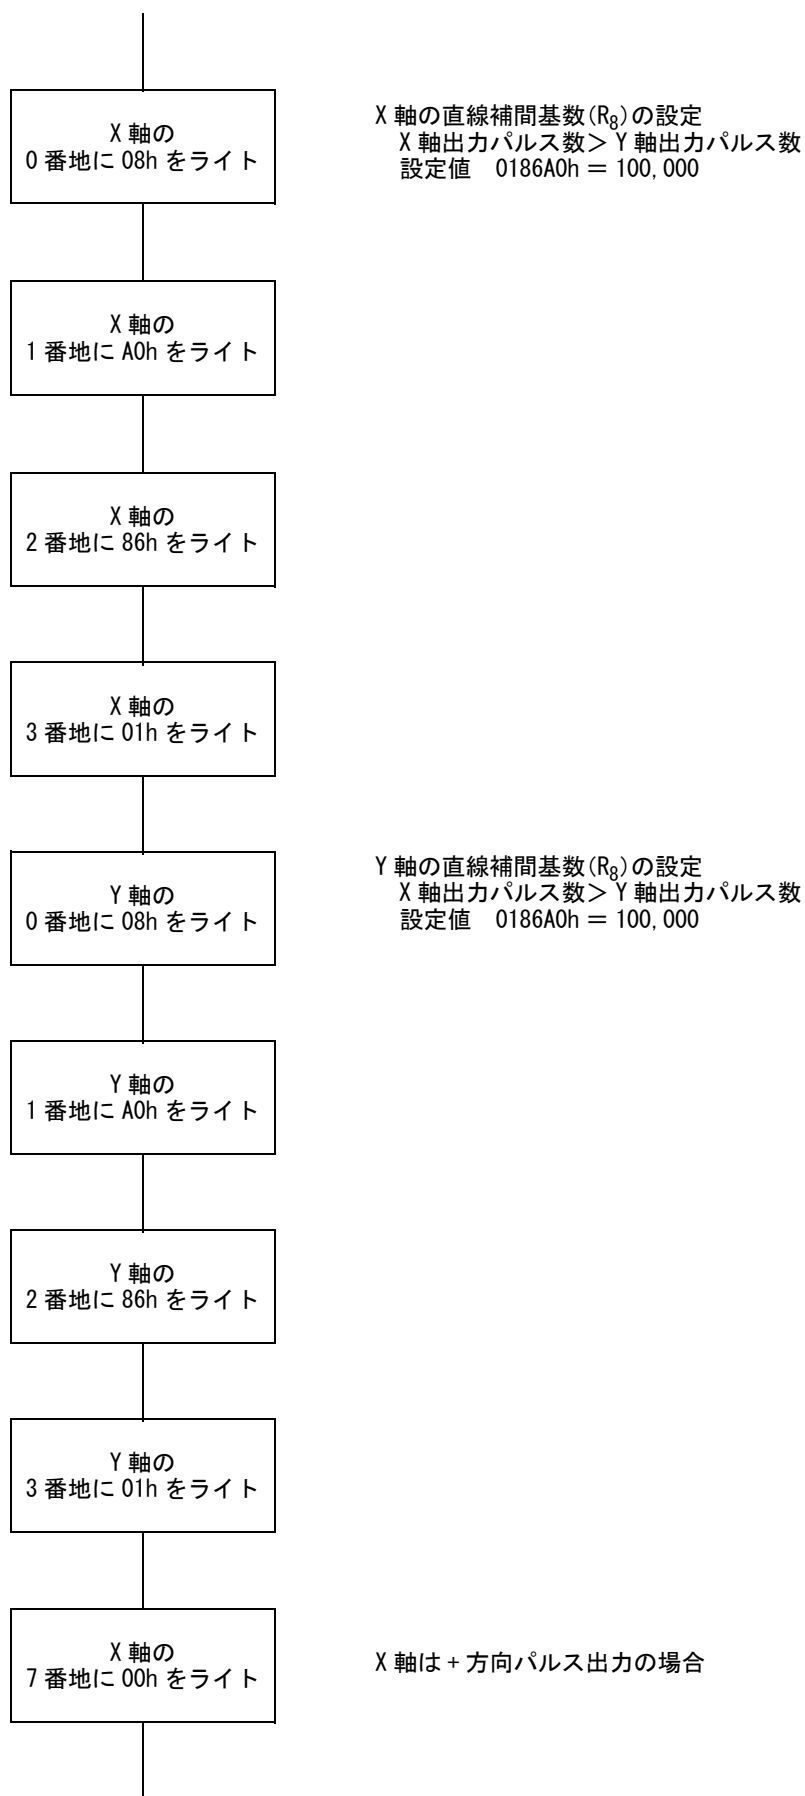 X 軸の
0 番地に 08h をライト
X 軸の直線補間基数(R8)の設定
X 軸出力パルス数＞ Y 軸出力パルス数
設定値 0186A0h ＝ 100,000
X 軸の
1 番地に A0h をライト
X 軸の
2 番地に 86h をライト
X 軸の
3 番地に 01h をライト
Y 軸の
0 番地に 08h をライト
Y 軸の直線補間基数(R8)の設定
X 軸出力パルス数＞ Y 軸出力パルス数
設定値 0186A0h ＝ 100,000
Y 軸の
1 番地に A0h をライト
Y 軸の
2 番地に 86h をライト
Y 軸の
3 番地に 01h をライト
X 軸の
7 番地に 00h をライト
X 軸は + 方向パルス出力の場合